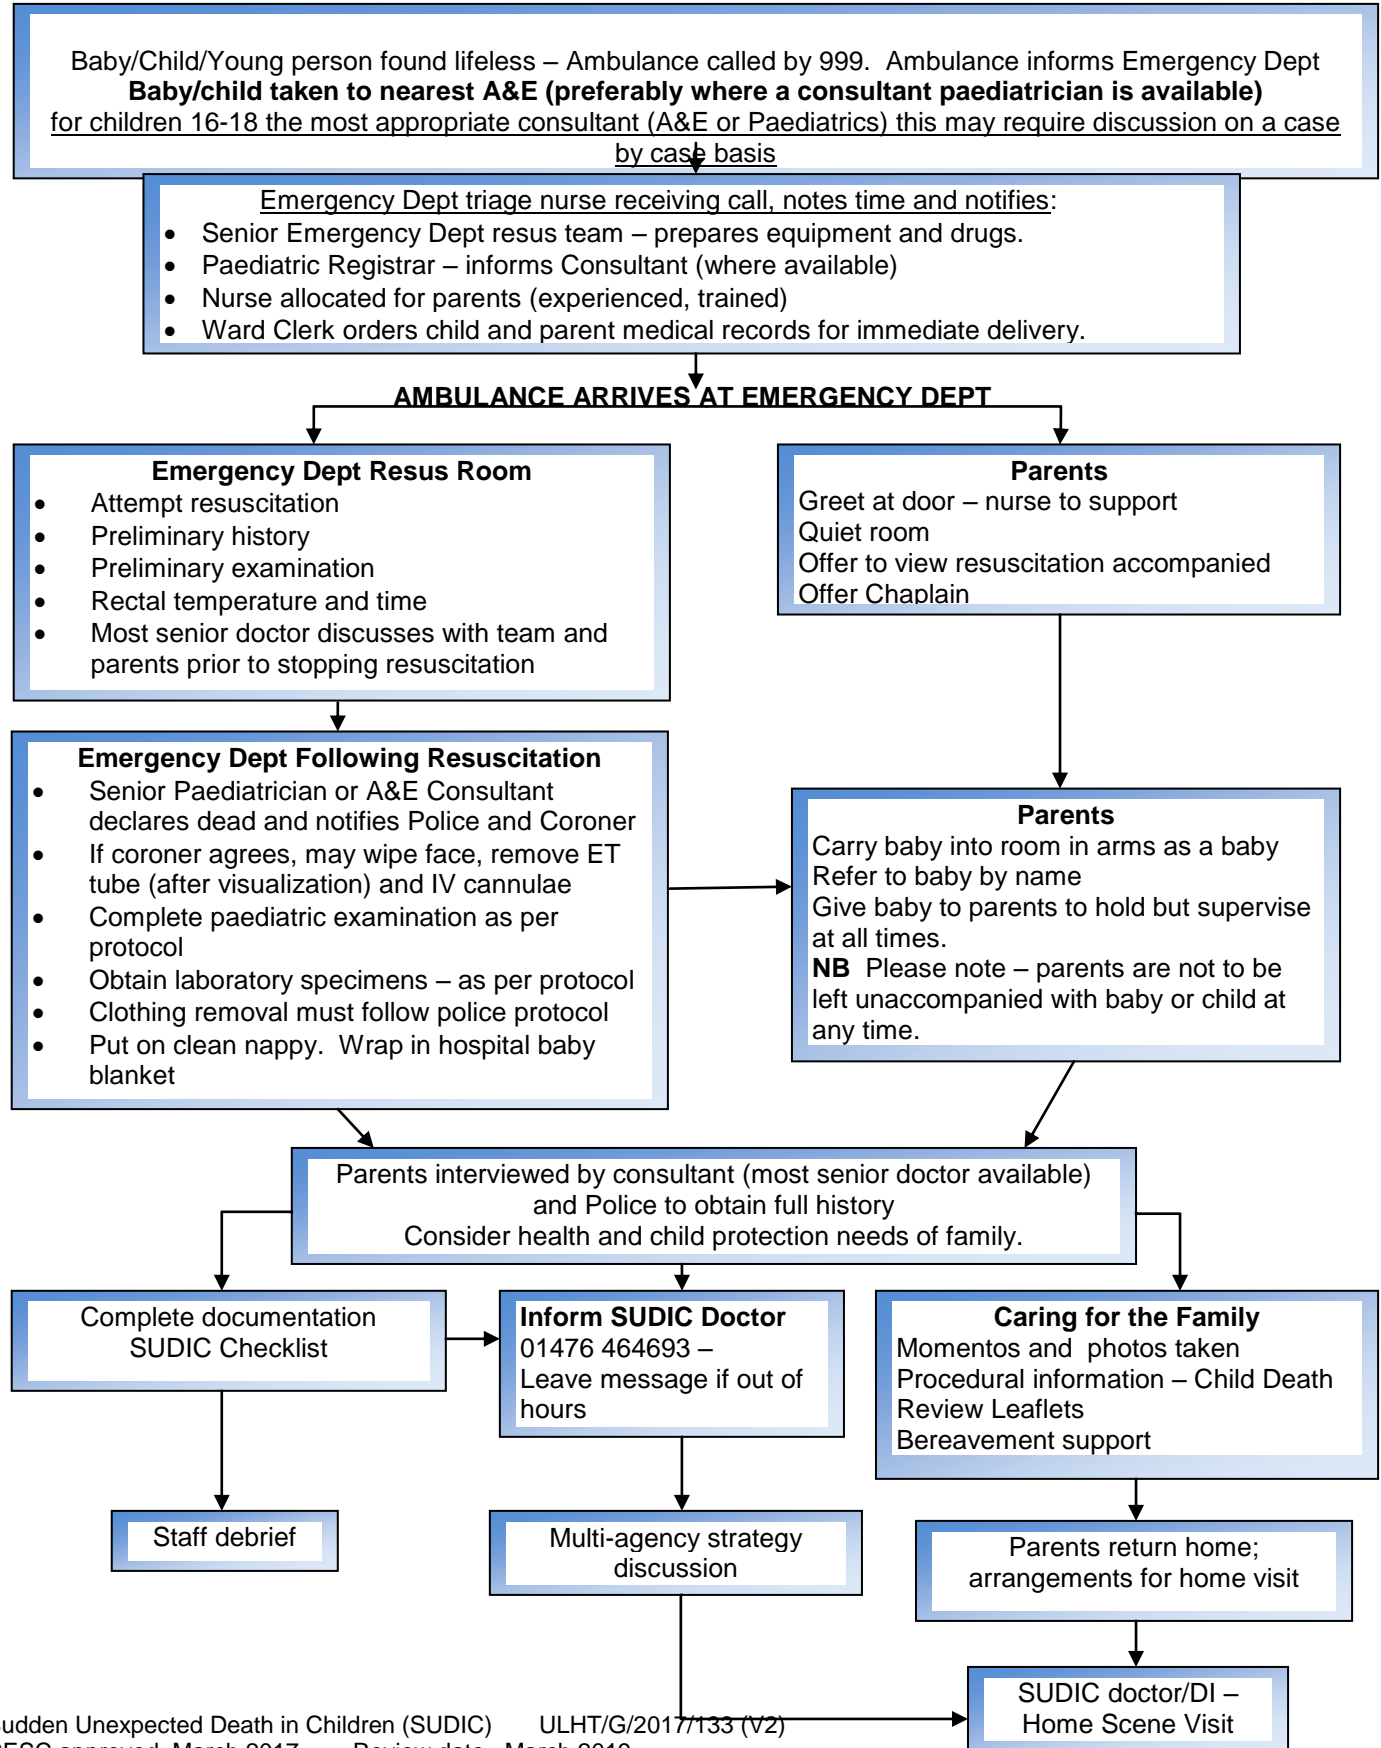 Baby/Child/Young person found lifeless – Ambulance called by 999.  Ambulance informs Emergency Dept
Baby/child taken to nearest A&E (preferably where a consultant paediatrician is available)
for children 16-18 the most appropriate consultant (A&E or Paediatrics) this may require discussion on a case
by case basis
Emergency Dept triage nurse receiving call, notes time and notifies:
• Senior Emergency Dept resus team – prepares equipment and drugs.
• Paediatric Registrar – informs Consultant (where available)
• Nurse allocated for parents (experienced, trained)
• Ward Clerk orders child and parent medical records for immediate delivery.
AMBULANCE ARRIVES AT EMERGENCY DEPT
Emergency Dept Resus Room
• Attempt resuscitation
• Preliminary history
• Preliminary examination
• Rectal temperature and time
• Most senior doctor discusses with team and
parents prior to stopping resuscitation
Parents
Greet at door – nurse to support
Quiet room
Offer to view resuscitation accompanied
Offer Chaplain
Emergency Dept Following Resuscitation
• Senior Paediatrician or A&E Consultant
declares dead and notifies Police and Coroner
• If coroner agrees, may wipe face, remove ET
tube (after visualization) and IV cannulae
• Complete paediatric examination as per
protocol
• Obtain laboratory specimens – as per protocol
• Clothing removal must follow police protocol
• Put on clean nappy.  Wrap in hospital baby
blanket
Parents
Carry baby into room in arms as a baby
Refer to baby by name
Give baby to parents to hold but supervise
at all times.
NB  Please note – parents are not to be
left unaccompanied with baby or child at
any time.
Parents interviewed by consultant (most senior doctor available)
and Police to obtain full history
Consider health and child protection needs of family.
Complete documentation
SUDIC Checklist
Inform SUDIC Doctor
01476 464693 –
Leave message if out of
hours
Caring for the Family
Momentos and  photos taken
Procedural information – Child Death
Review Leaflets
Bereavement support
Staff debrief
Multi-agency strategy
discussion
Parents return home;
arrangements for home visit
SUDIC doctor/DI –
Home Scene Visit
udden Unexpected Death in Children (SUDIC) ULHT/G/2017/133 (V2)
approved March 2017 Review date March 2019